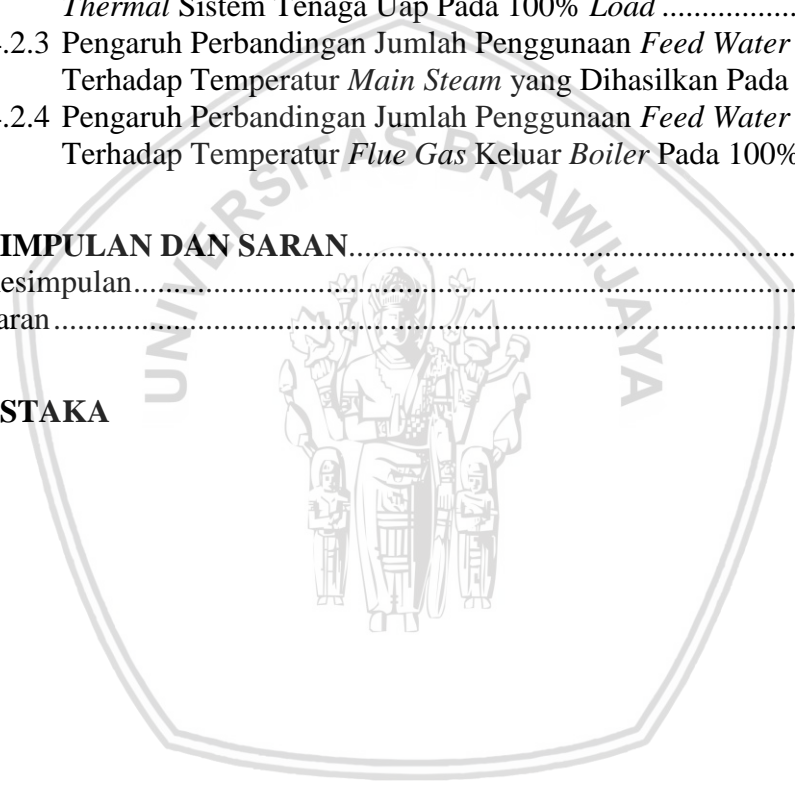 Thermal Sistem Tenaga Uap Pada 100% Load ..................
.2.3 Pengaruh Perbandingan Jumlah Penggunaan Feed Water
Terhadap Temperatur Main Steam yang Dihasilkan Pada
.2.4 Pengaruh Perbandingan Jumlah Penggunaan Feed Water
Terhadap Temperatur Flue Gas Keluar Boiler Pada 100%
IMPULAN DAN SARAN..........................................................
esimpulan....................................................................................
aran..............................................................................................
STAKA
UNIVERSITAS BRAWIJAYA